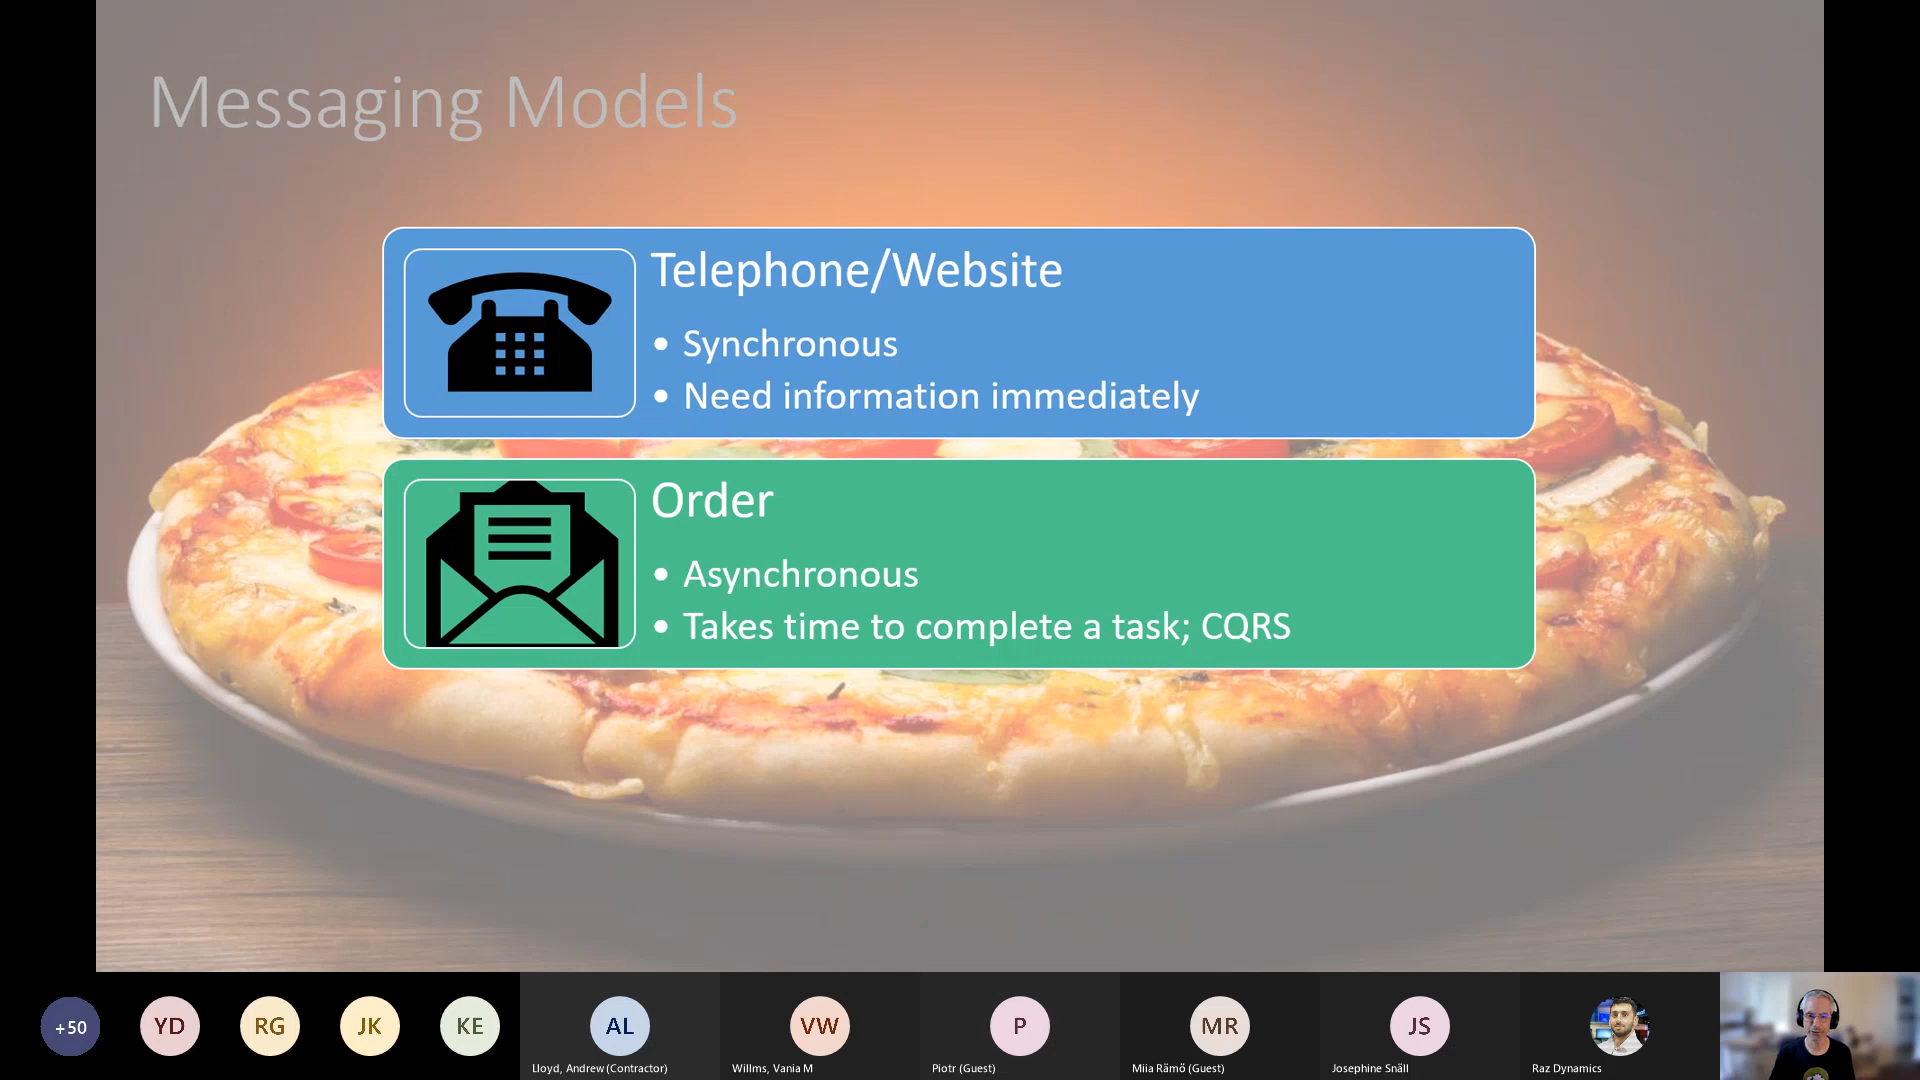 Messaging Models
Telephone/Website
• Synchronous
• Need information immediately
Order
• Asynchronous
• Takes time to complete a task; CQRS
+50
YD
RG
JK
KE
AL
VW
P
MR
JS
Lloyd, Andrew (Contractor)
Willms, Vania M
Piotr (Guest)
Miia Rämö (Guest)
Josephine Snäll
Raz Dynamics